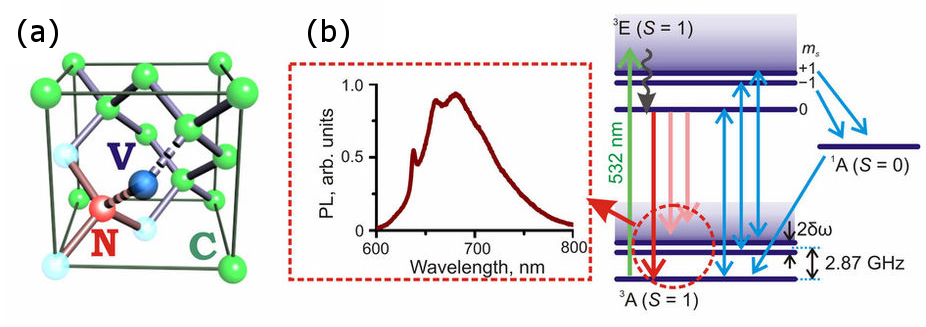 (a)
V
N
C
(b)
PL, arb. units
1.0
0.5
0
600
700
800
Wavelength, nm
³E (S = 1)
mₛ
+1
−1
0
532 nm
¹A (S = 0)
2δω
2.87 GHz
³A (S = 1)